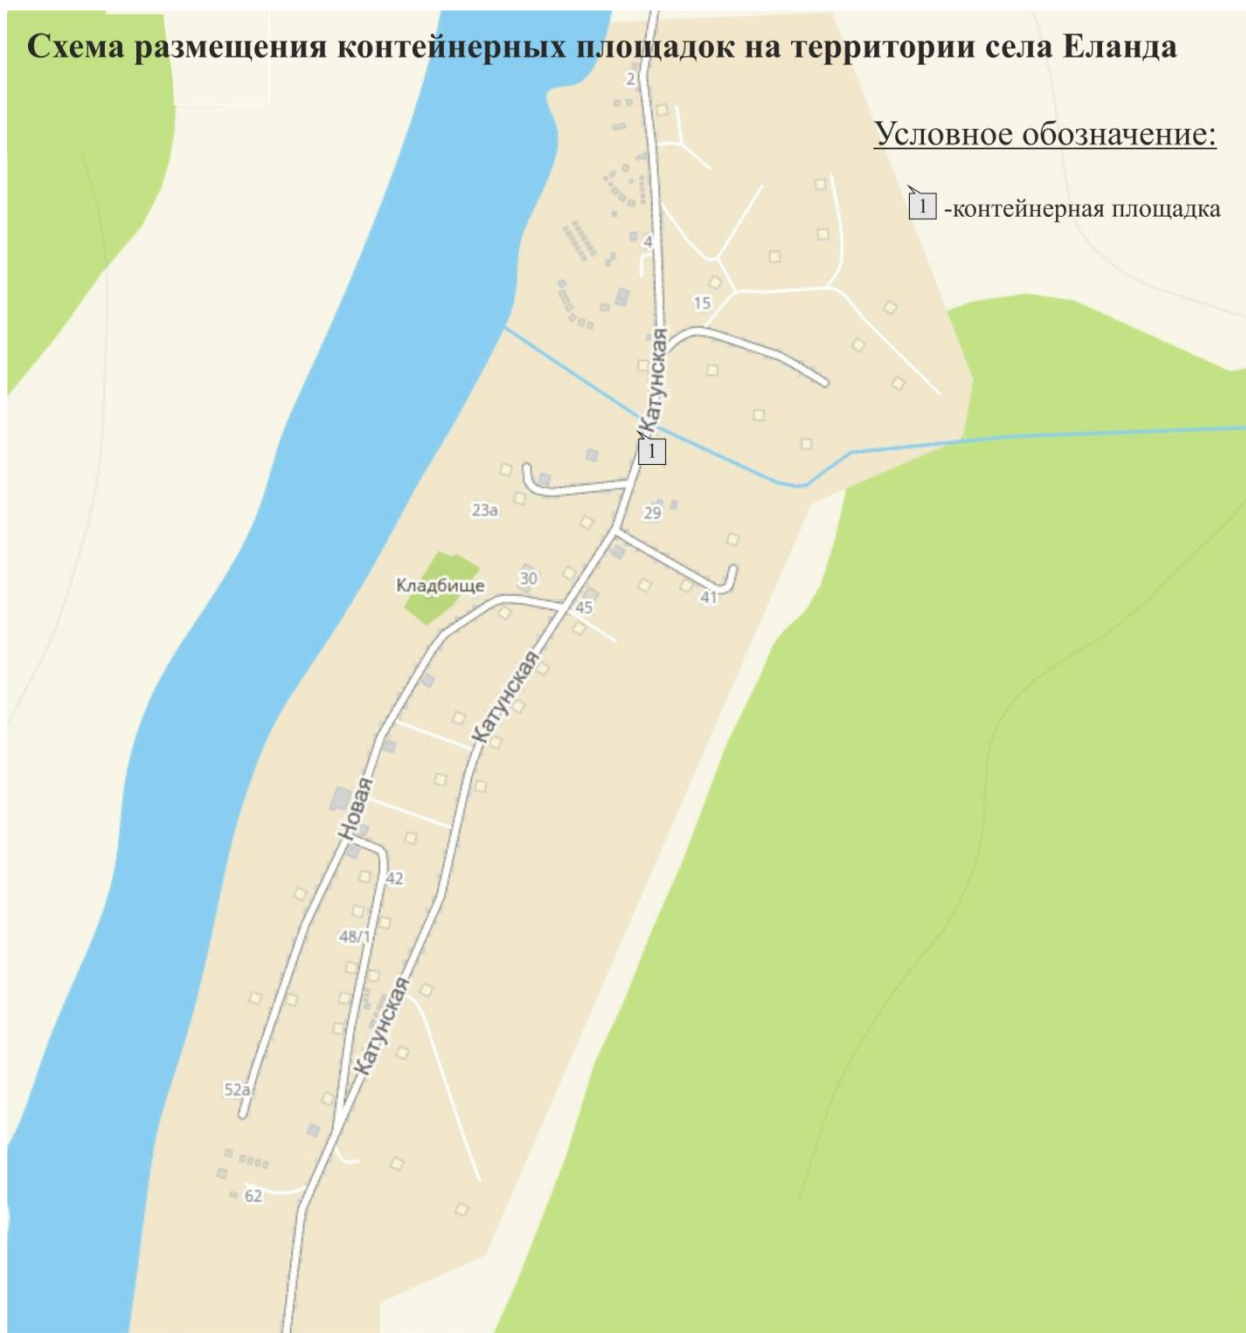 Схема размещения контейнерных площадок на территории села Еланда
2
Условное обозначение:
1 -контейнерная площадка
4
15
Катунская
1
23а
29
30
Кладбище
41
45
Катунская
Новая
42
48/1
Катунская
52а
62